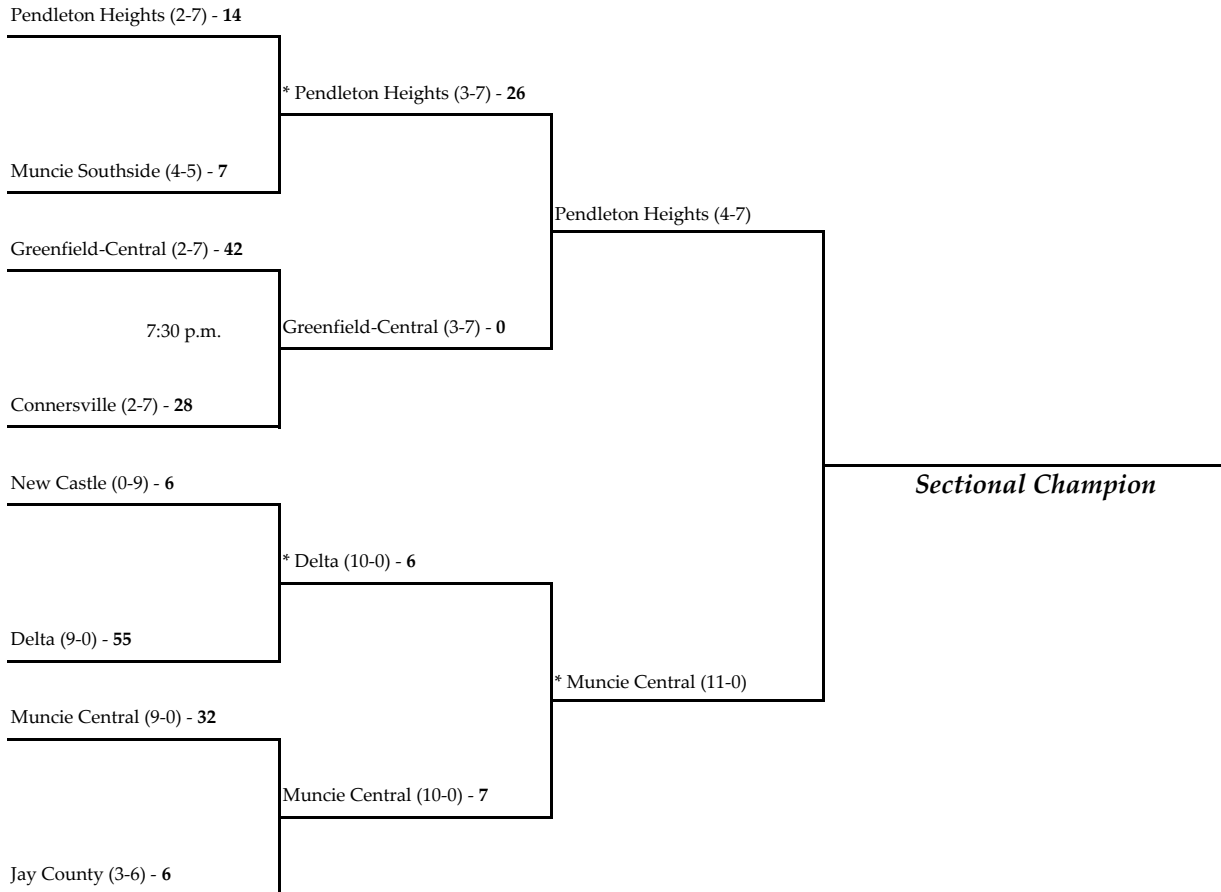 Pendleton Heights (2-7) - 14
* Pendleton Heights (3-7) - 26
Muncie Southside (4-5) - 7
Pendleton Heights (4-7)
Greenfield-Central (2-7) - 42
7:30 p.m.
Greenfield-Central (3-7) - 0
Connersville (2-7) - 28
New Castle (0-9) - 6
Sectional Champion
* Delta (10-0) - 6
Delta (9-0) - 55
* Muncie Central (11-0)
Muncie Central (9-0) - 32
Muncie Central (10-0) - 7
Jay County (3-6) - 6